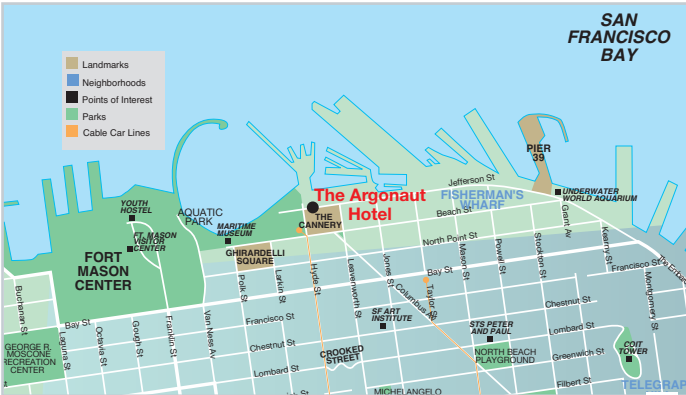 SAN
FRANCISCO
BAY
Landmarks
Neighborhoods
Points of Interest
Parks
Cable Car Lines
PIER
39
Jefferson St
UNDERWATER
WORLD AQUARIUM
The Argonaut
Hotel
FISHERMAN'S
WHARF
YOUTH
HOSTEL
AQUATIC
PARK
THE
CANNERY
Beach St
Grant Av
MARITIME
MUSEUM
FT. MASON
VISITOR
CENTER
North Point St
Kearny St
GHIRARDELLI
SQUARE
FORT
MASON
CENTER
Polk St
Larkin St
Hyde St
Leavenworth St
Jones St
Bay St
Mason St
Powell St
Stockton St
Francisco St
The Embar
Buchanan St
Columbus Av
Taylor St
Montgomery St
Chestnut St
Laguna St
Bay St
Octavia St
Gough St
Franklin St
Van Ness Av
Francisco St
SF ART
INSTITUTE
STS PETER
AND PAUL
Lombard St
COIT
TOWER
GEORGE R.
MOSCONE
RECREATION
CENTER
Chestnut St
CROOKED
STREET
NORTH BEACH
PLAYGROUND
Greenwich St
Lombard St
Filbert St
TELEGRAP
MICHELANGELO